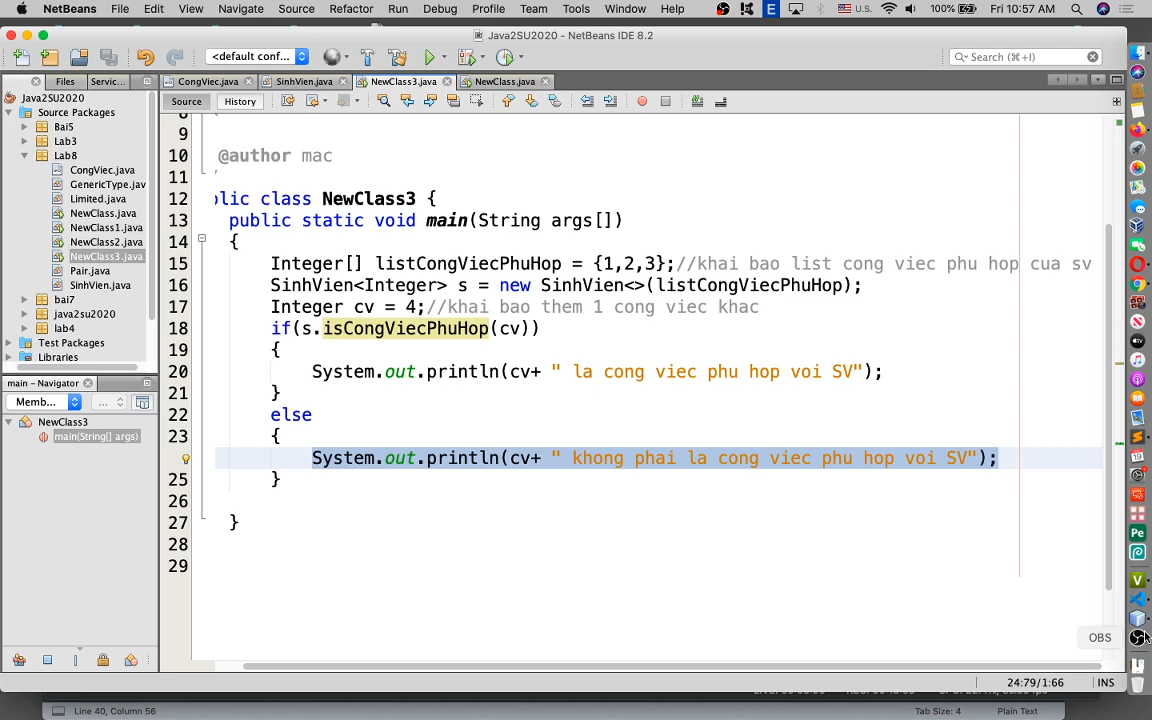 NetBeans File Edit View Navigate Source Refactor Run Debug Profile Team Tools Window Help E U.S. 100% Fri 10:57 AM
Java2SU2020 - NetBeans IDE 8.2
<default conf... Search (⌘+I)
Files Servic... CongViec.java SinhVien.java NewClass3.java NewClass.java
Java2SU2020
Source Packages
Bai5
Lab3
Lab8
CongViec.java
GenericType.jav
Limited.java
NewClass.java
NewClass1.java
NewClass2.java
NewClass3.java
Pair.java
SinhVien.java
bai7
java2su2020
lab4
Test Packages
Libraries
main - Navigator
Memb... ...
NewClass3
main(String[] args)
Source History
8
9
10 @author mac
11
12 blic class NewClass3 {
13 public static void main(String args[])
14 {
15 Integer[] listCongViecPhuHop = {1,2,3};//khai bao list cong viec phu hop cua sv
16 SinhVien<Integer> s = new SinhVien<>(listCongViecPhuHop);
17 Integer cv = 4;//khai bao them 1 cong viec khac
18 if(s.isCongViecPhuHop(cv))
19 {
20 System.out.println(cv+ " la cong viec phu hop voi SV");
21 }
22 else
23 {
System.out.println(cv+ " khong phai la cong viec phu hop voi SV");
25 }
26
27 }
28
29
OBS
17
Pe
V
24:79/1:66 INS
Line 40, Column 56 Tab Size: 4 Plain Text